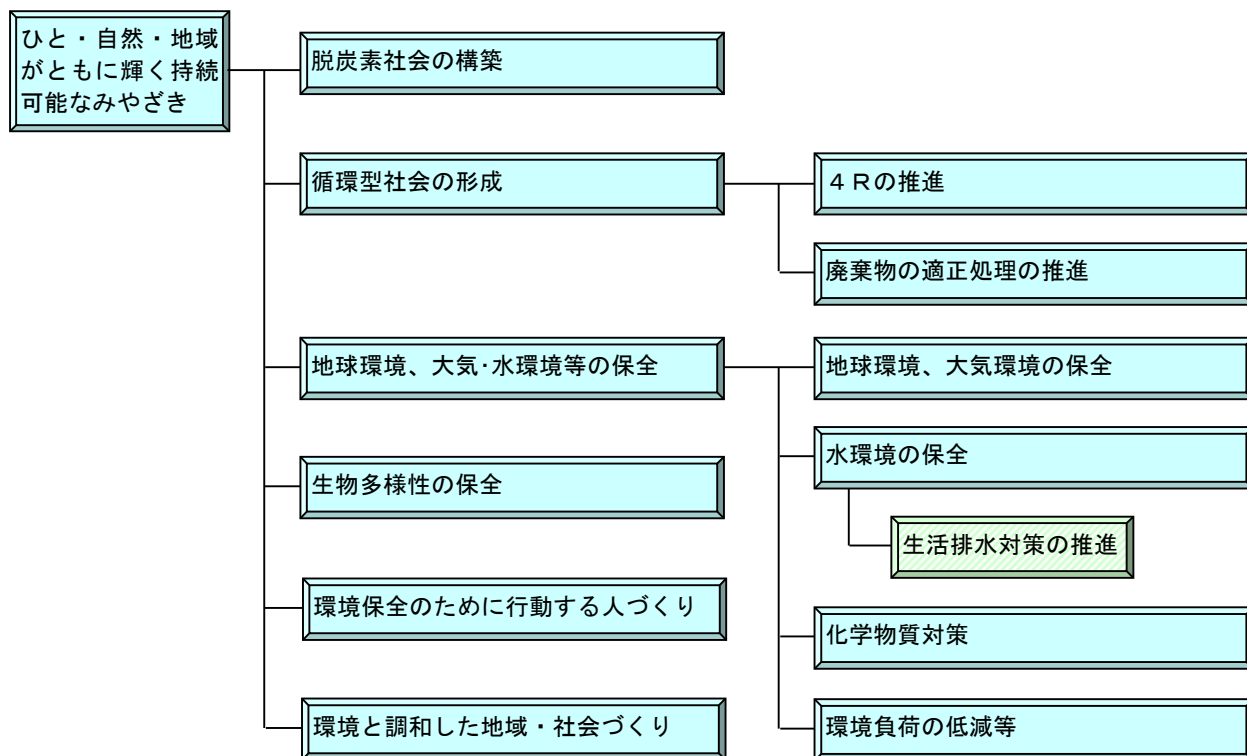 ひと・自然・地域
がともに輝く持続
可能なみやざき
脱炭素社会の構築
循環型社会の形成
４Ｒの推進
廃棄物の適正処理の推進
地球環境、大気･水環境等の保全
地球環境、大気環境の保全
水環境の保全
生活排水対策の推進
化学物質対策
環境負荷の低減等
生物多様性の保全
環境保全のために行動する人づくり
環境と調和した地域・社会づくり